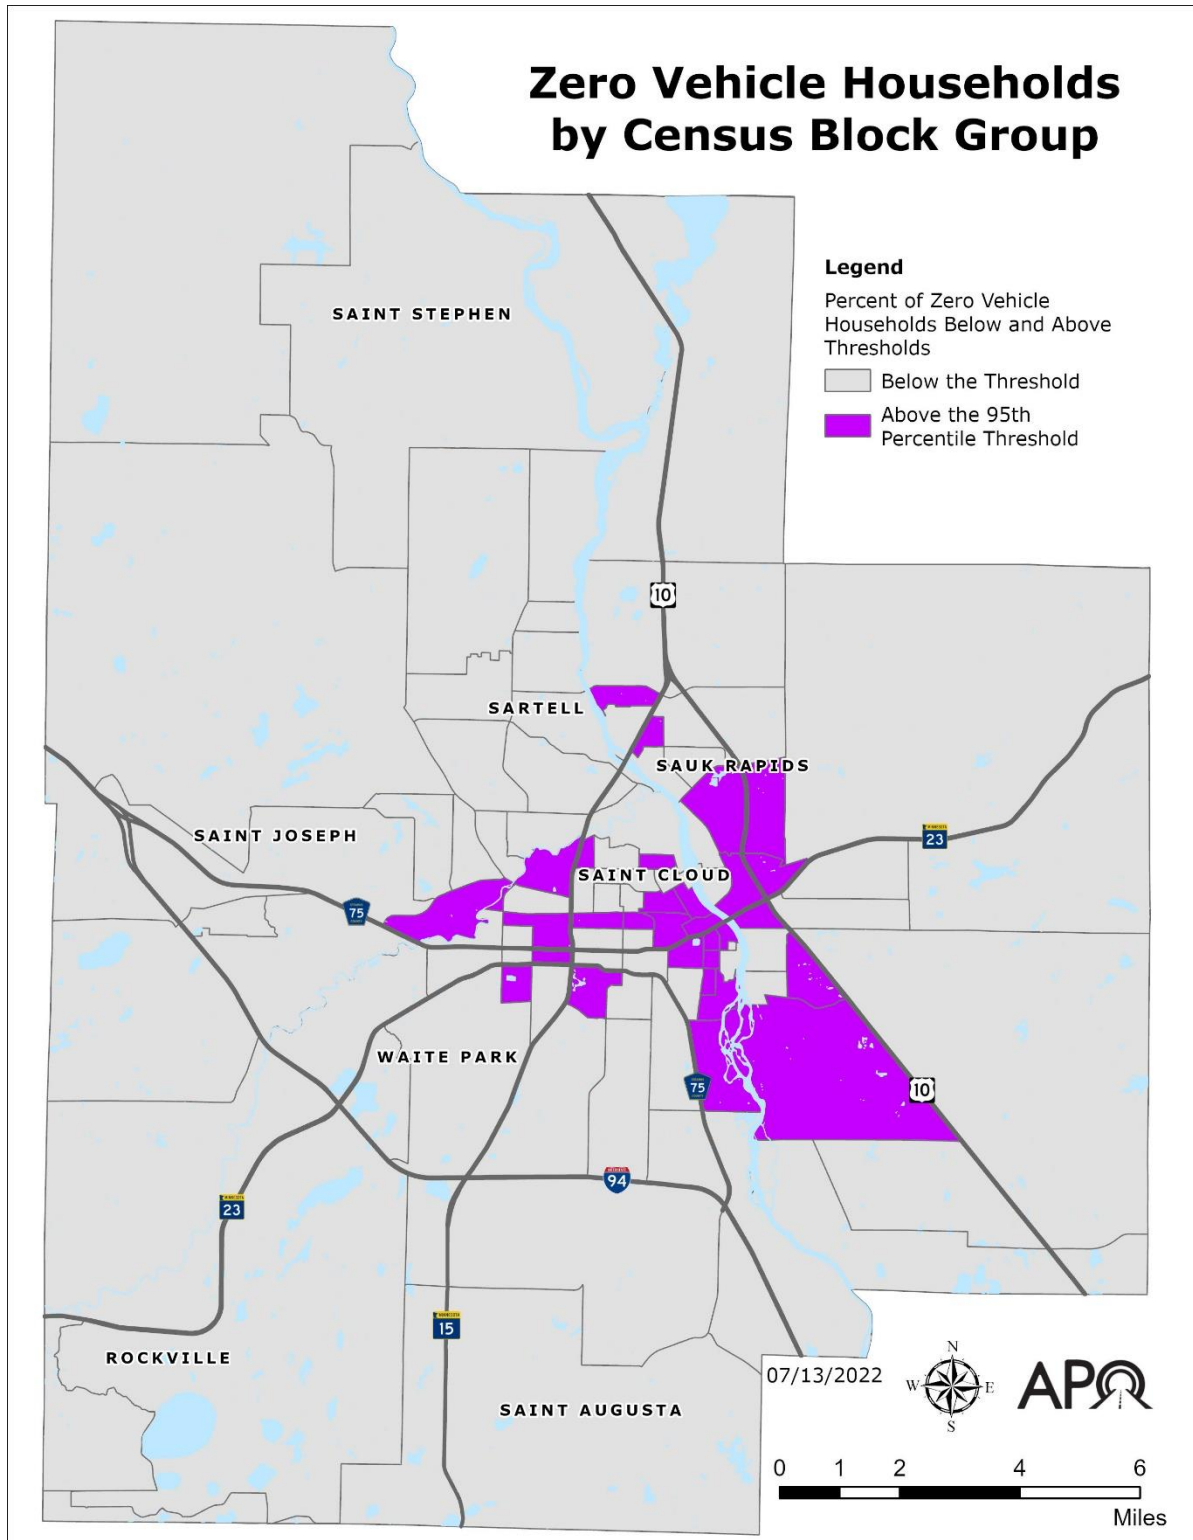 Zero Vehicle Households
by Census Block Group
Legend
Percent of Zero Vehicle
Households Below and Above
Thresholds
Below the Threshold
Above the 95th
Percentile Threshold
SAINT STEPHEN
10
SARTELL
SAUK RAPIDS
SAINT JOSEPH
MINNESOTA
23
SAINT CLOUD
75
WAITE PARK
75
10
94
MINNESOTA
23
MINNESOTA
15
ROCKVILLE
SAINT AUGUSTA
07/13/2022
N
W
E
S
APO
0 1 2 4 6
Miles